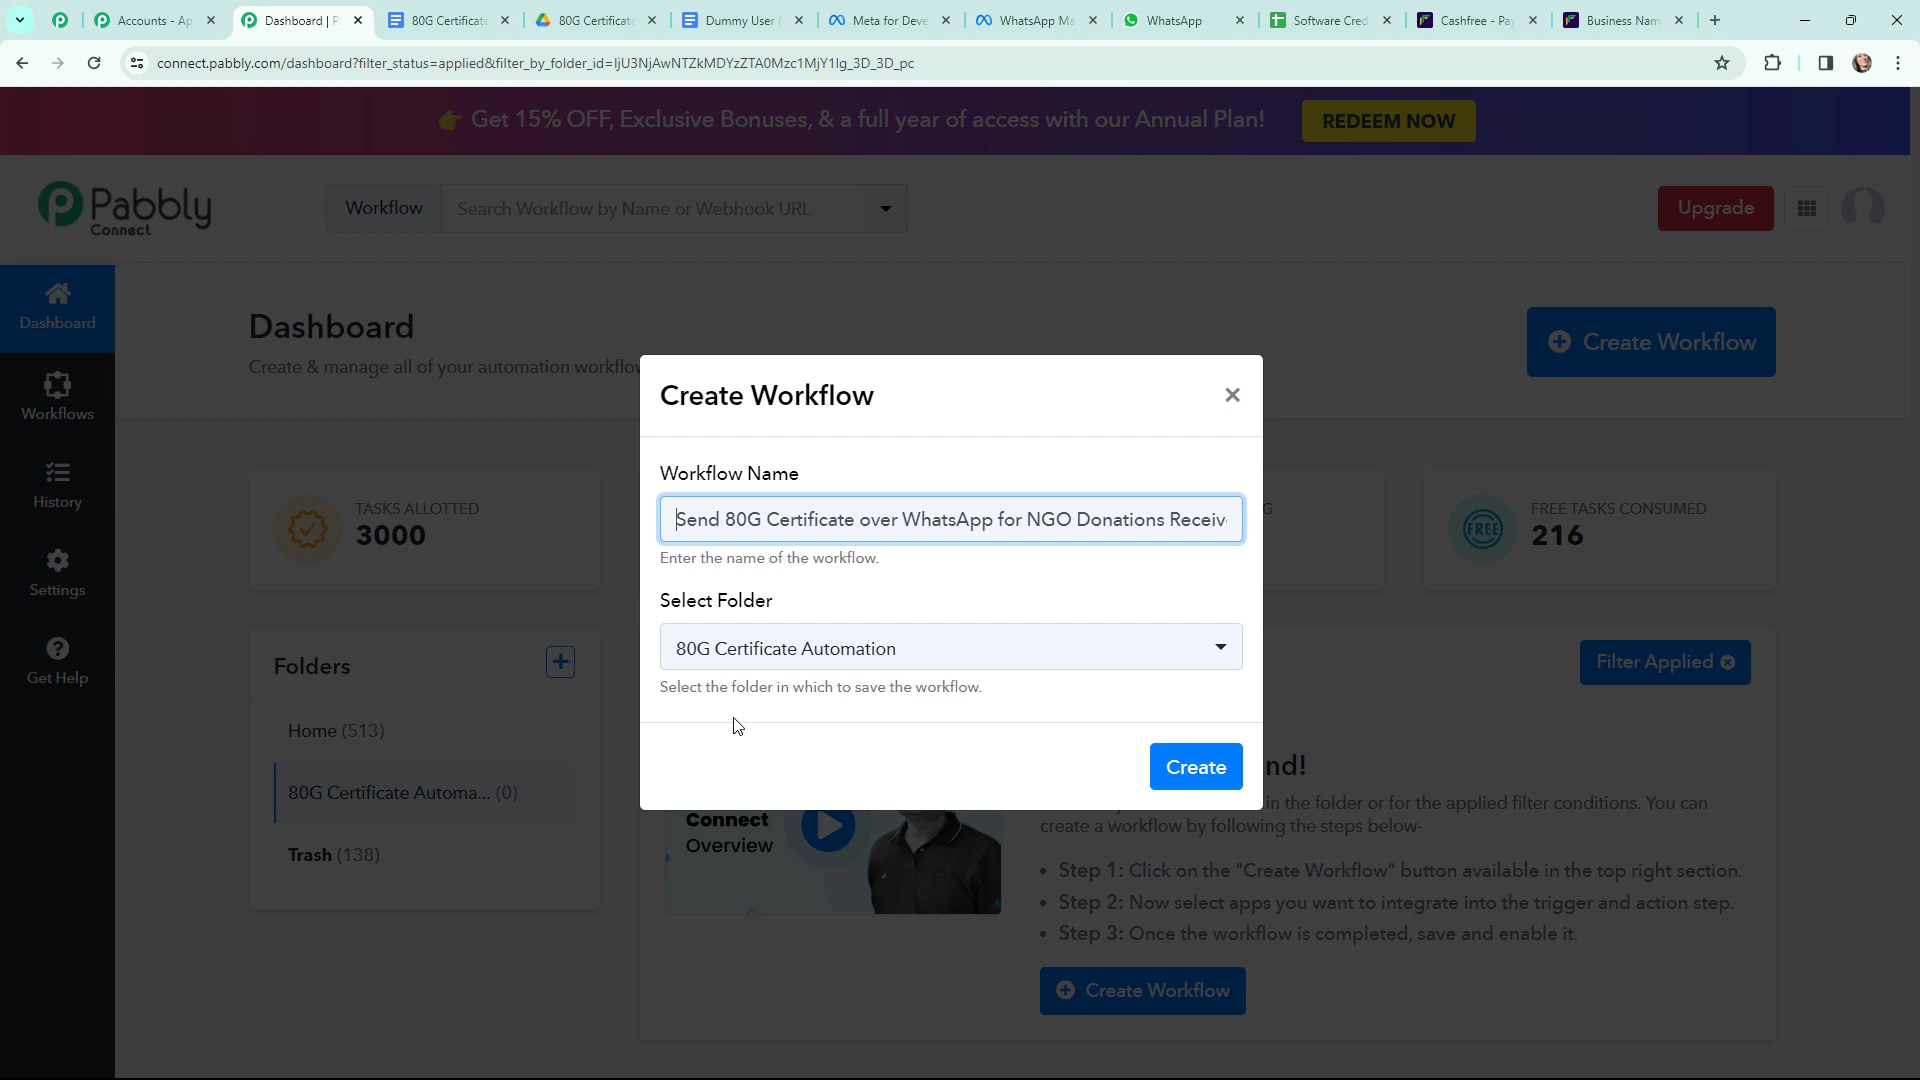 Accounts - Ap
Dashboard | P
80G Certificate
80G Certificate
Dummy User
Meta for Deve
WhatsApp Ma
WhatsApp
Software Cred
Cashfree - Pay
Business Nam
connect.pabbly.com/dashboard?filter_status=applied&filter_by_folder_id=IjU3NjAwNTZkMDYzZTA0Mzc1MjY1Ig_3D_3D_pc
Get 15% OFF, Exclusive Bonuses, & a full year of access with our Annual Plan!
REDEEM NOW
Pabbly
Connect
Workflow
Search Workflow by Name or Webhook URL
Upgrade
Dashboard
Workflows
History
Settings
Get Help
Dashboard
Create & manage all of your automation workflow
Create Workflow
TASKS ALLOTTED
3000
G
FREE TASKS CONSUMED
FREE
216
Folders
Home (513)
80G Certificate Automa... (0)
Trash (138)
Create Workflow
Workflow Name
Send 80G Certificate over WhatsApp for NGO Donations Receiv
Enter the name of the workflow.
Select Folder
80G Certificate Automation
Select the folder in which to save the workflow.
Create
Filter Applied
Connect
Overview
nd!
in the folder or for the applied filter conditions. You can
create a workflow by following the steps below-
Step 1: Click on the "Create Workflow" button available in the top right section.
Step 2: Now select apps you want to integrate into the trigger and action step.
Step 3: Once the workflow is completed, save and enable it.
Create Workflow